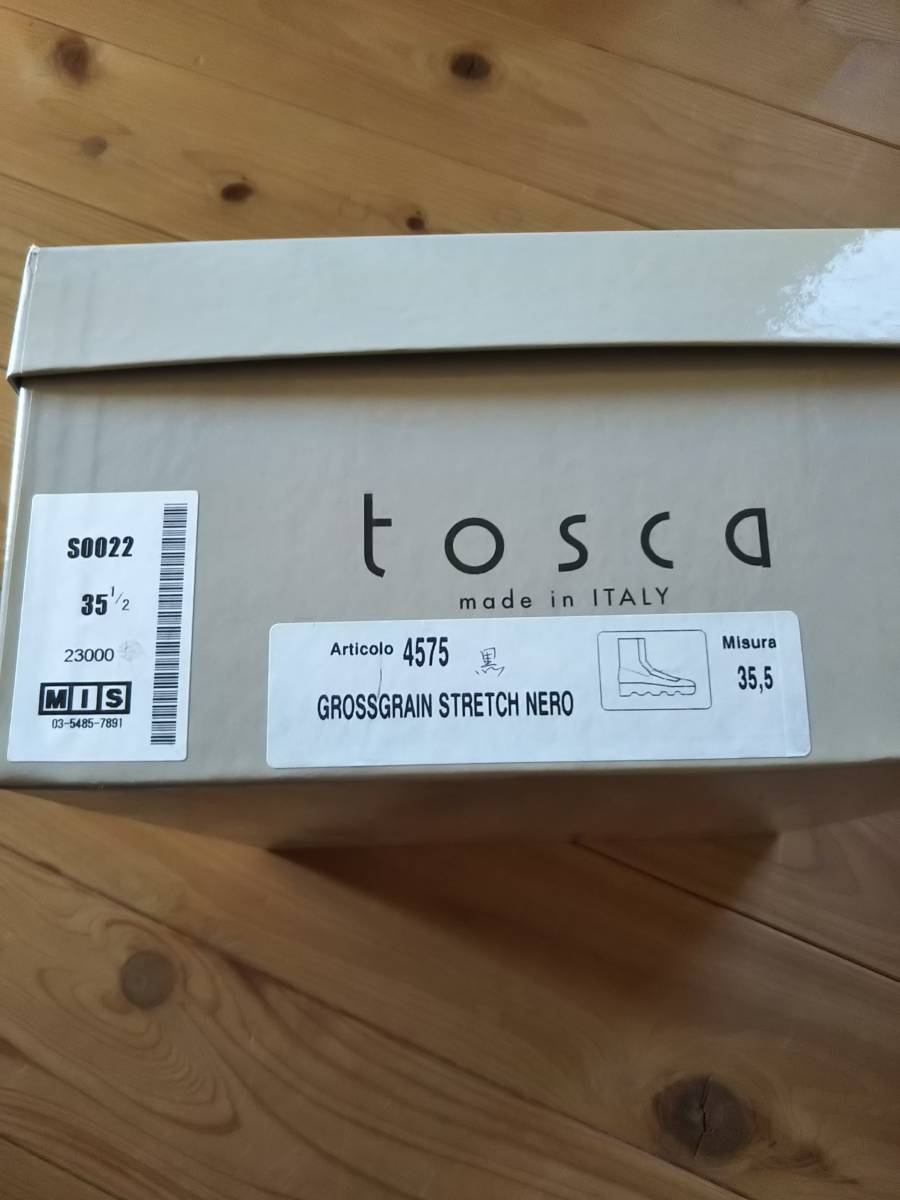 tosca
made in ITALY
S0022
35 1/2
23000
MIS
03-5485-7891
Articolo 4575 黒
GROSSGRAIN STRETCH NERO
Misura
35,5